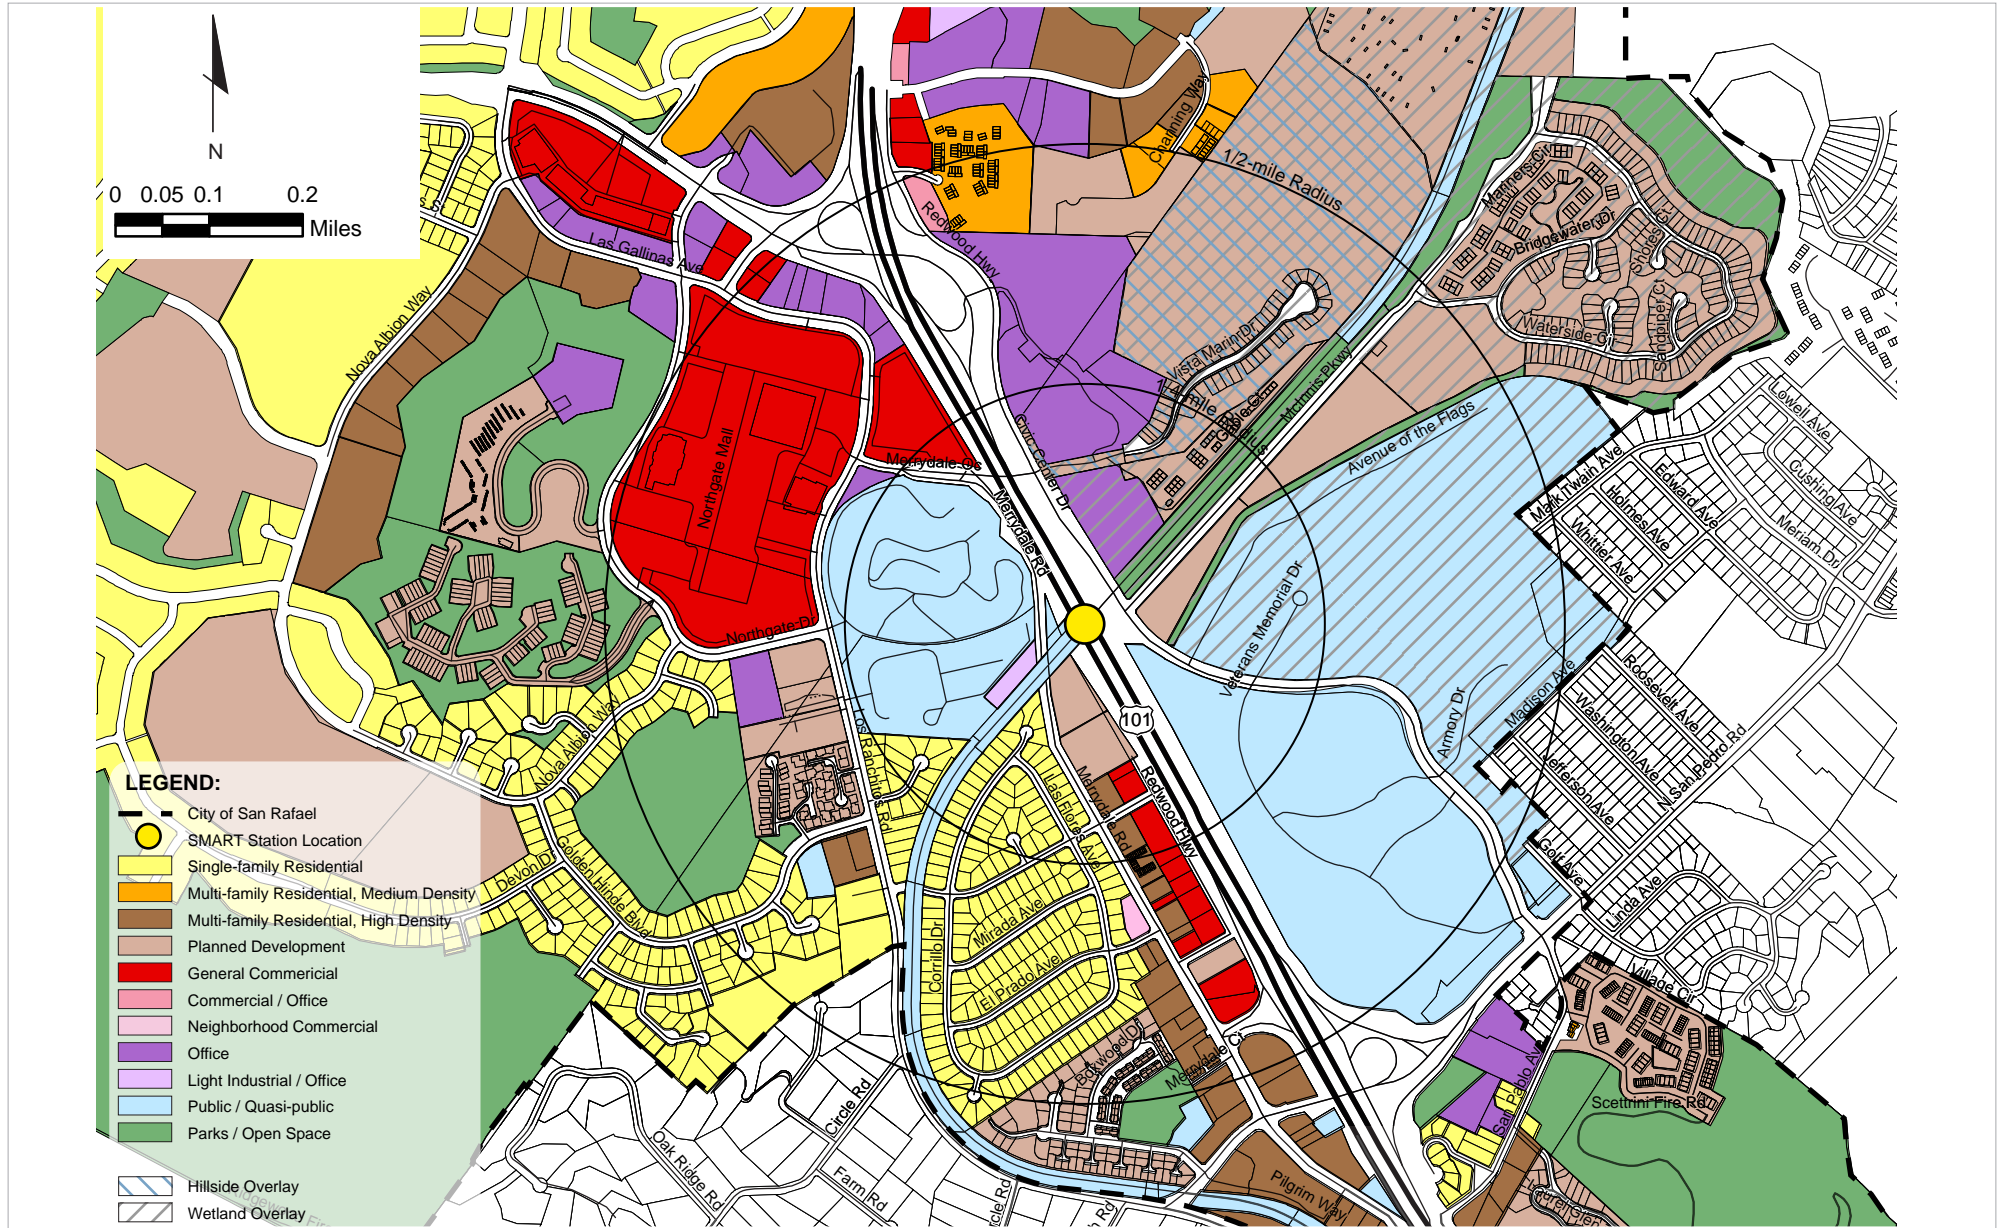 N
0 0.05 0.1 0.2
Miles
Channing Way
1/2-mile Radius
Redwood Hwy
Las Gallinas Ave
Nova Albion Way
Mariners Cir
Bridgewater Dr
Shores Ct
Sandpiper Ct
Waterside Cir
Vista Marin Dr
McInnis Pkwy
Avenue of the Flags
Civic Center Dr
Northgate Mall
Merrydale Rd
Northgate Dr
Lowell Ave
Cushing Ave
Meriam Dr
Mark Twain Ave
Edward Ave
Holmes Ave
Whittier Ave
Veterans Memorial Dr
Armory Dr
Madison Ave
Roosevelt Ave
Washington Ave
Jefferson Ave
N San Pedro Rd
Golf Ave
Linda Ave
Village Cir
101
Nova Albion Way
Los Ranchitos Rd
Las Flores Ave
Merrydale Rd
Redwood Hwy
Devon Dr
Golden Hinde Blvd
Corrillo Dr
Mirada Ave
El Prado Ave
Merrydale Cr
San Pablo Ave
Scettrini Fire Rd
Circle Rd
Oak Ridge Rd
Farm Rd
Pilgrim Way
Laurel Glen
LEGEND:
City of San Rafael
SMART Station Location
Single-family Residential
Multi-family Residential, Medium Density
Multi-family Residential, High Density
Planned Development
General Commericial
Commercial / Office
Neighborhood Commercial
Office
Light Industrial / Office
Public / Quasi-public
Parks / Open Space
Hillside Overlay
Wetland Overlay